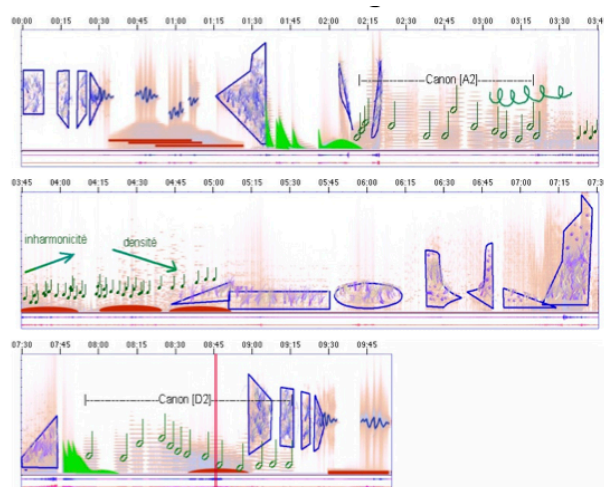 00:00 00:15 00:30 00:45 01:00 01:15 01:30 01:45 02:00 02:15 02:30 02:45 03:00 03:15 03:30 03:4
Canon [A2]
03:45 04:00 04:15 04:30 04:45 05:00 05:15 05:30 05:45 06:00 06:15 06:30 06:45 07:00 07:15 07:3
inharmonicité densité
07:30 07:45 08:00 08:15 08:30 08:45 09:00 09:15 09:30 09:45
Canon [D2]